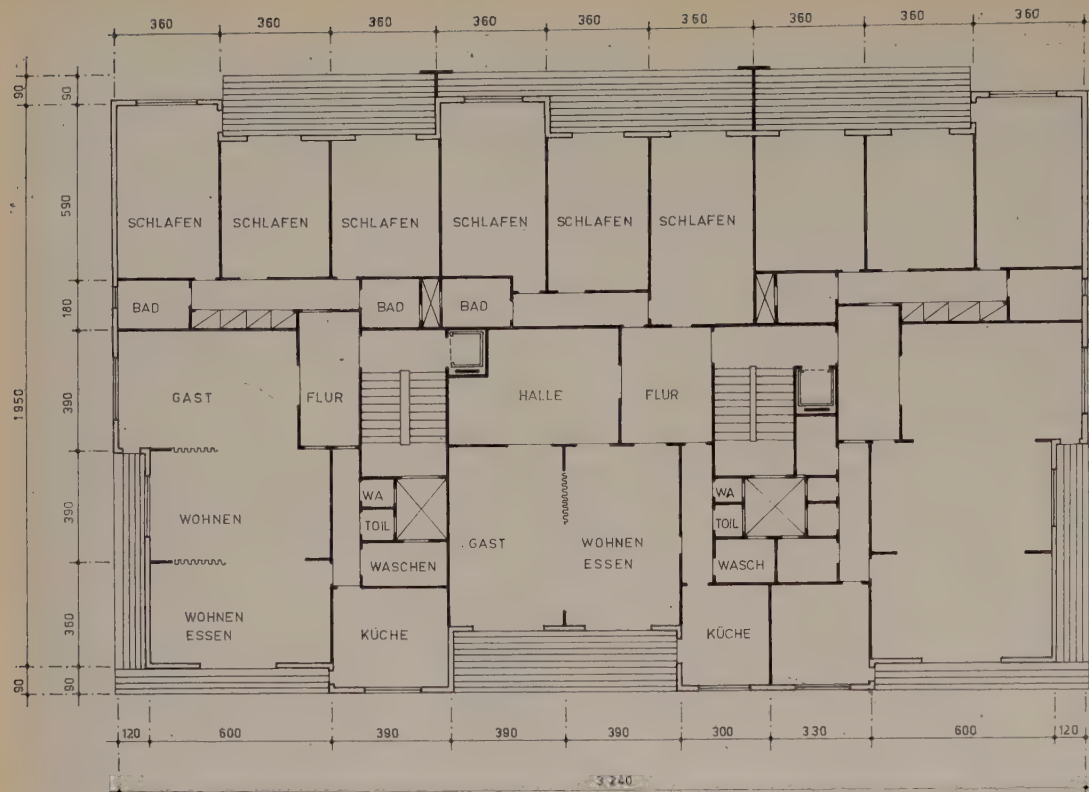 360 360 360 360 360 360 360 360 360
90
590
180
390
390
360
90
1950
SCHLAFEN SCHLAFEN SCHLAFEN SCHLAFEN SCHLAFEN SCHLAFEN
BAD BAD BAD
GAST FLUR HALLE FLUR
WA WA
WOHNEN
TOIL TOIL
GAST WOHNEN
ESSEN
WASCHEN WASCH
WOHNEN
ESSEN
KÜCHE KÜCHE
120 600 390 390 390 300 330 600 120
3 240